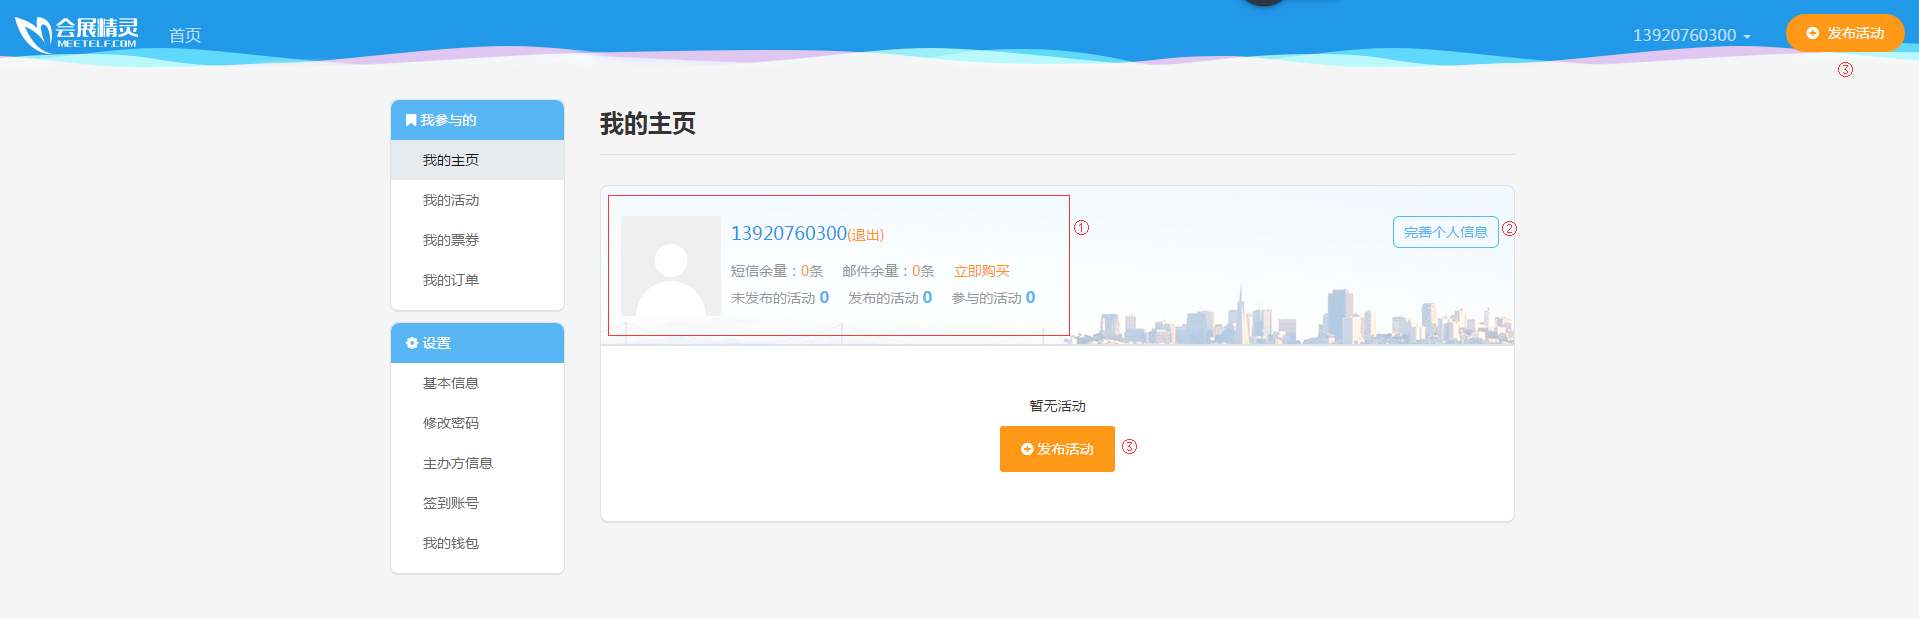 会展精灵
MEETELF.COM
首页
13920760300
发布活动
③
我参与的
我的主页
我的活动
我的票券
我的订单
设置
基本信息
修改密码
主办方信息
签到账号
我的钱包
我的主页
13920760300(退出)
①
完善个人信息
②
短信余量：0条 邮件余量：0条 立即购买
未发布的活动 0 发布的活动 0 参与的活动 0
暂无活动
发布活动
③